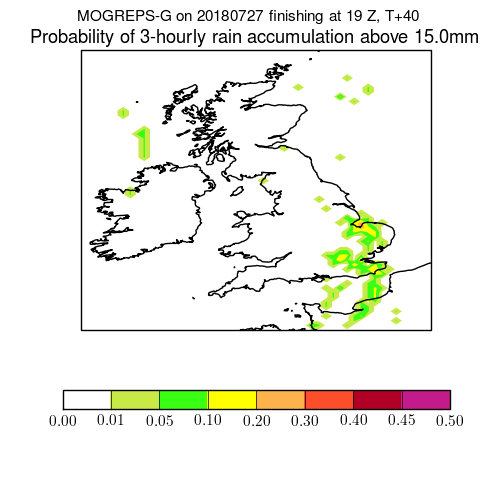 MOGREPS-G on 20180727 finishing at 19 Z, T+40
Probability of 3-hourly rain accumulation above 15.0mm
0.00 0.01 0.05 0.10 0.20 0.30 0.40 0.45 0.50